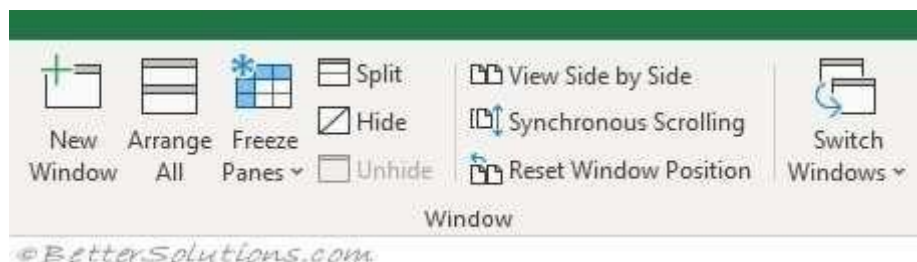 New Window
Arrange All
Freeze Panes
Split
Hide
Unhide
View Side by Side
Synchronous Scrolling
Reset Window Position
Switch Windows
Window
©BetterSolutions.com